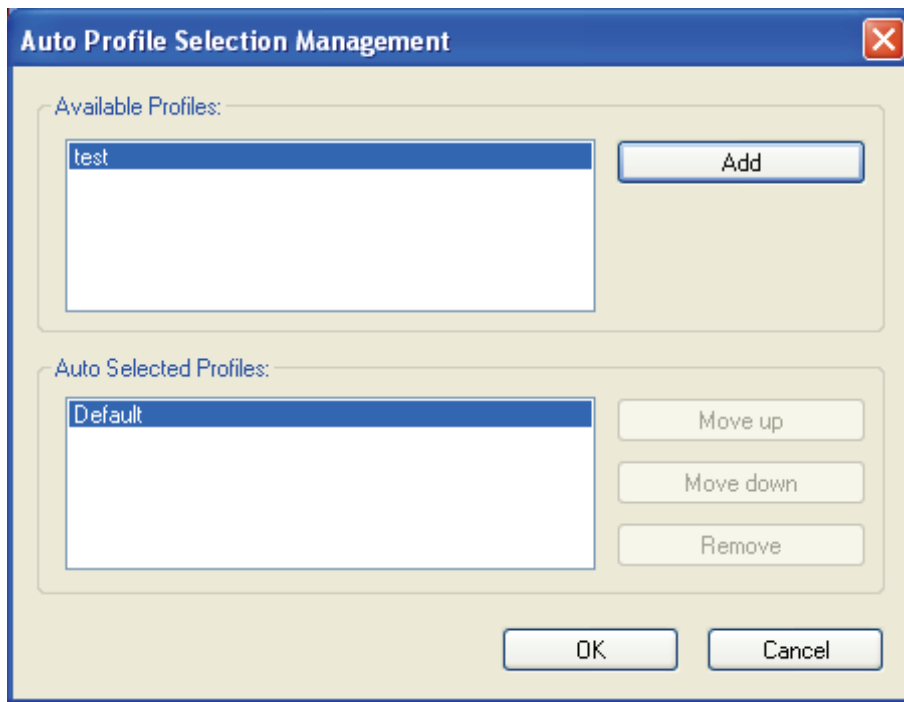 Auto Profile Selection Management
Available Profiles:
test
Add
Auto Selected Profiles:
Default
Move up
Move down
Remove
OK
Cancel